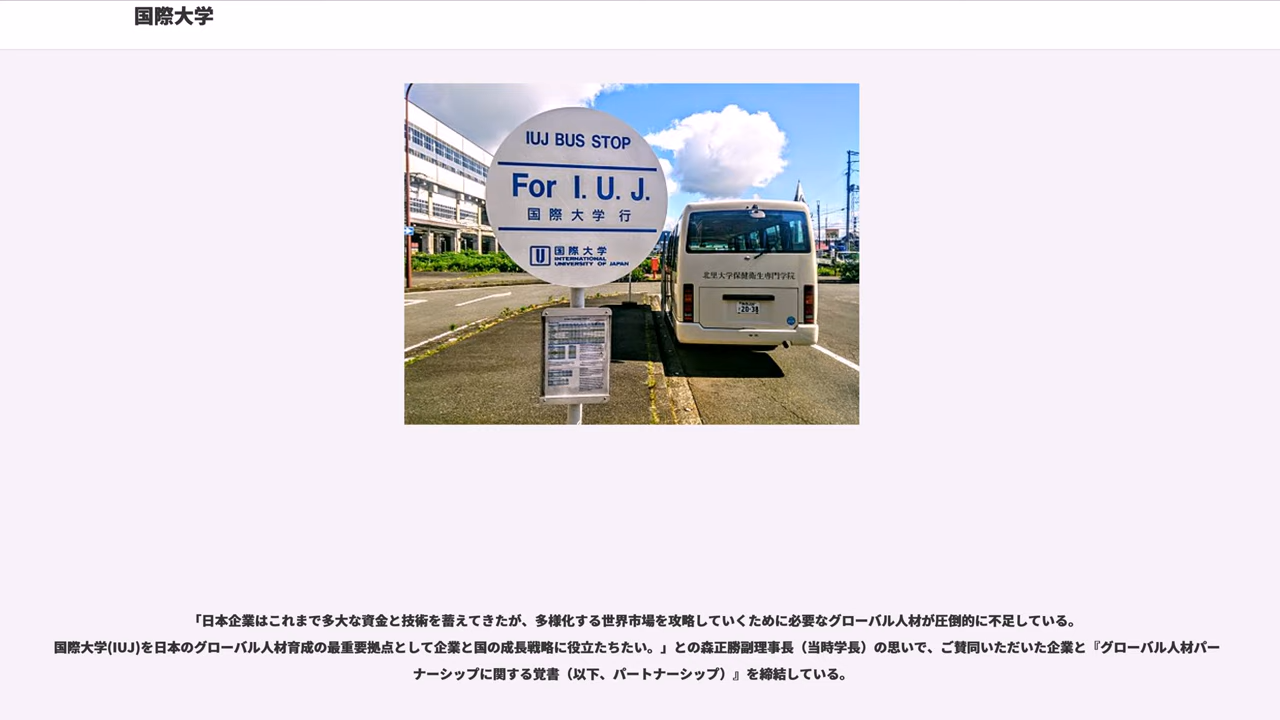 国際大学
IUJ BUS STOP
For I. U. J.
国際大学行
国際大学
INTERNATIONAL
UNIVERSITY OF JAPAN
北里大学保健衛生専門学院
20-38
「日本企業はこれまで多大な資金と技術を蓄えてきたが、多様化する世界市場を攻略していくために必要なグローバル人材が圧倒的に不足している。
国際大学(IUJ)を日本のグローバル人材育成の最重要拠点として企業と国の成長戦略に役立たちたい。」との森正勝副理事長（当時学長）の思いで、ご賛同いただいた企業と『グローバル人材パー
ナーシップに関する覚書（以下、パートナーシップ）』を締結している。